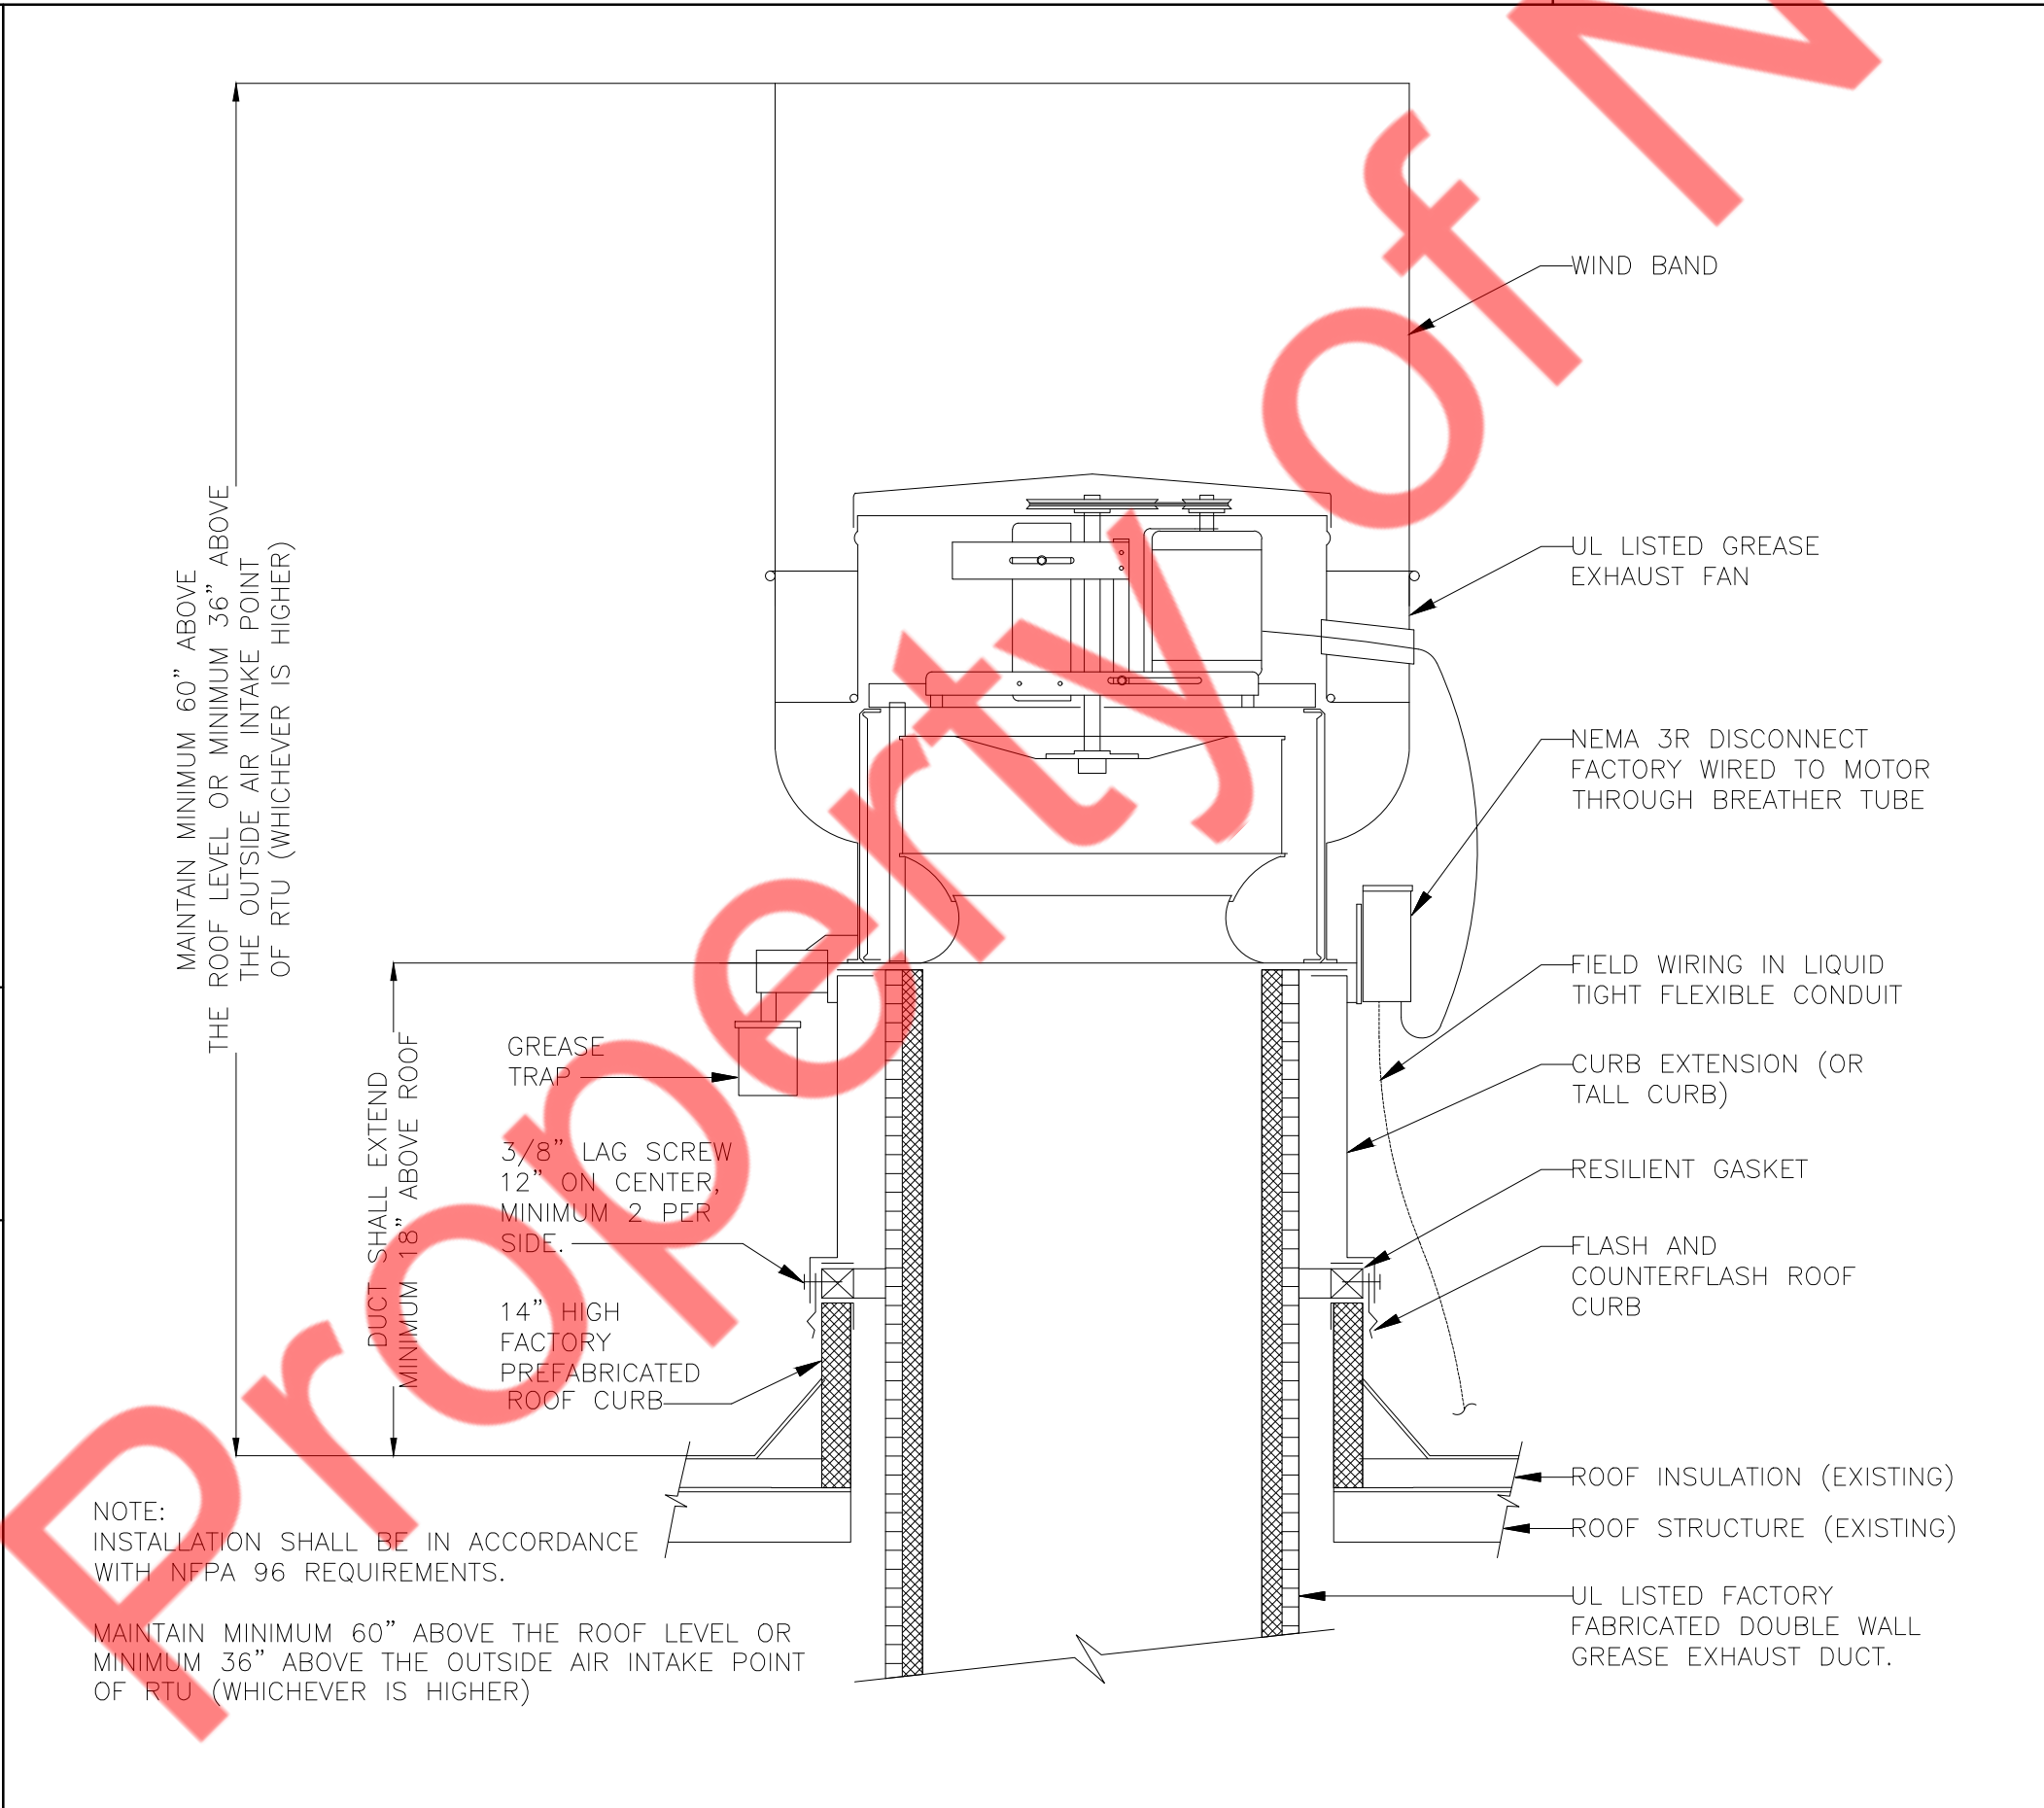 MAINTAIN MINIMUM 60” ABOVE
THE ROOF LEVEL OR MINIMUM 36” ABOVE
THE OUTSIDE AIR INTAKE POINT
OF RTU (WHICHEVER IS HIGHER)
DUCT SHALL EXTEND
MINIMUM 18” ABOVE ROOF
GREASE
TRAP
3/8” LAG SCREW
12” ON CENTER,
MINIMUM 2 PER
SIDE.
14” HIGH
FACTORY
PREFABRICATED
ROOF CURB
WIND BAND
UL LISTED GREASE
EXHAUST FAN
NEMA 3R DISCONNECT
FACTORY WIRED TO MOTOR
THROUGH BREATHER TUBE
FIELD WIRING IN LIQUID
TIGHT FLEXIBLE CONDUIT
CURB EXTENSION (OR
TALL CURB)
RESILIENT GASKET
FLASH AND
COUNTERFLASH ROOF
CURB
ROOF INSULATION (EXISTING)
ROOF STRUCTURE (EXISTING)
UL LISTED FACTORY
FABRICATED DOUBLE WALL
GREASE EXHAUST DUCT.
NOTE:
INSTALLATION SHALL BE IN ACCORDANCE
WITH NFPA 96 REQUIREMENTS.
MAINTAIN MINIMUM 60” ABOVE THE ROOF LEVEL OR
MINIMUM 36” ABOVE THE OUTSIDE AIR INTAKE POINT
OF RTU (WHICHEVER IS HIGHER)
Property of